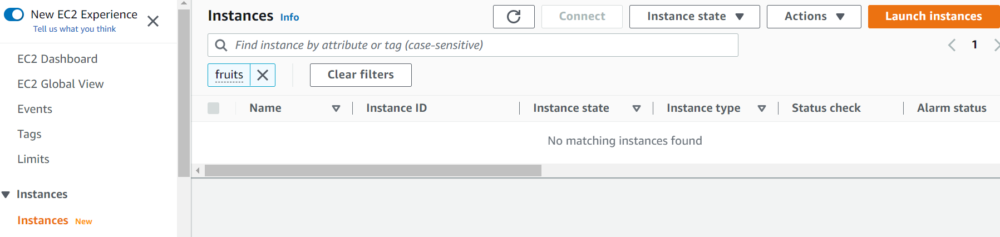 New EC2 Experience
Tell us what you think
EC2 Dashboard
EC2 Global View
Events
Tags
Limits
Instances
Instances New
Instances Info
Connect
Instance state
Actions
Launch instances
Find instance by attribute or tag (case-sensitive)
1
fruits
Clear filters
Name Instance ID Instance state Instance type Status check Alarm status
No matching instances found